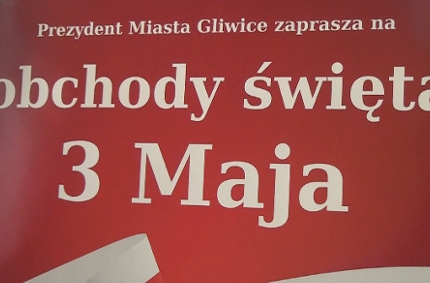 Prezydent Miasta Gliwice zaprasza na
obchody święta
3 Maja